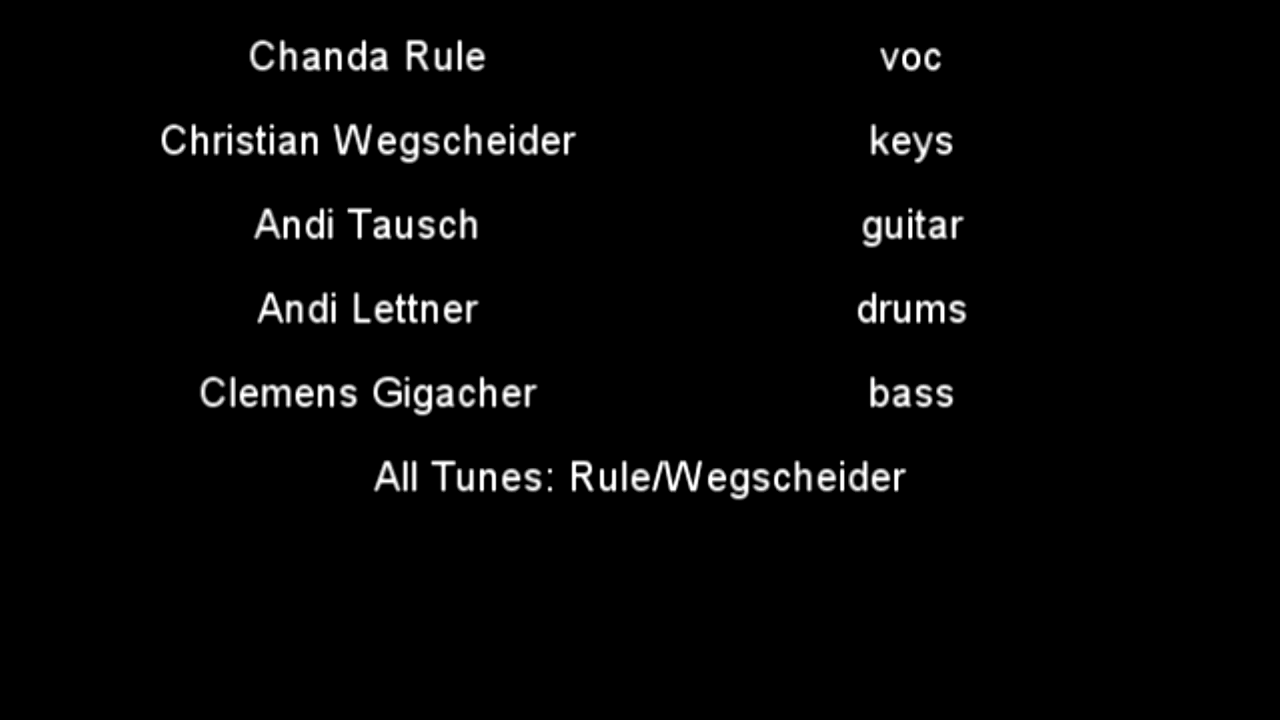 Chanda Rule voc
Christian Wegscheider keys
Andi Tausch guitar
Andi Lettner drums
Clemens Gigacher bass
All Tunes: Rule/Wegscheider